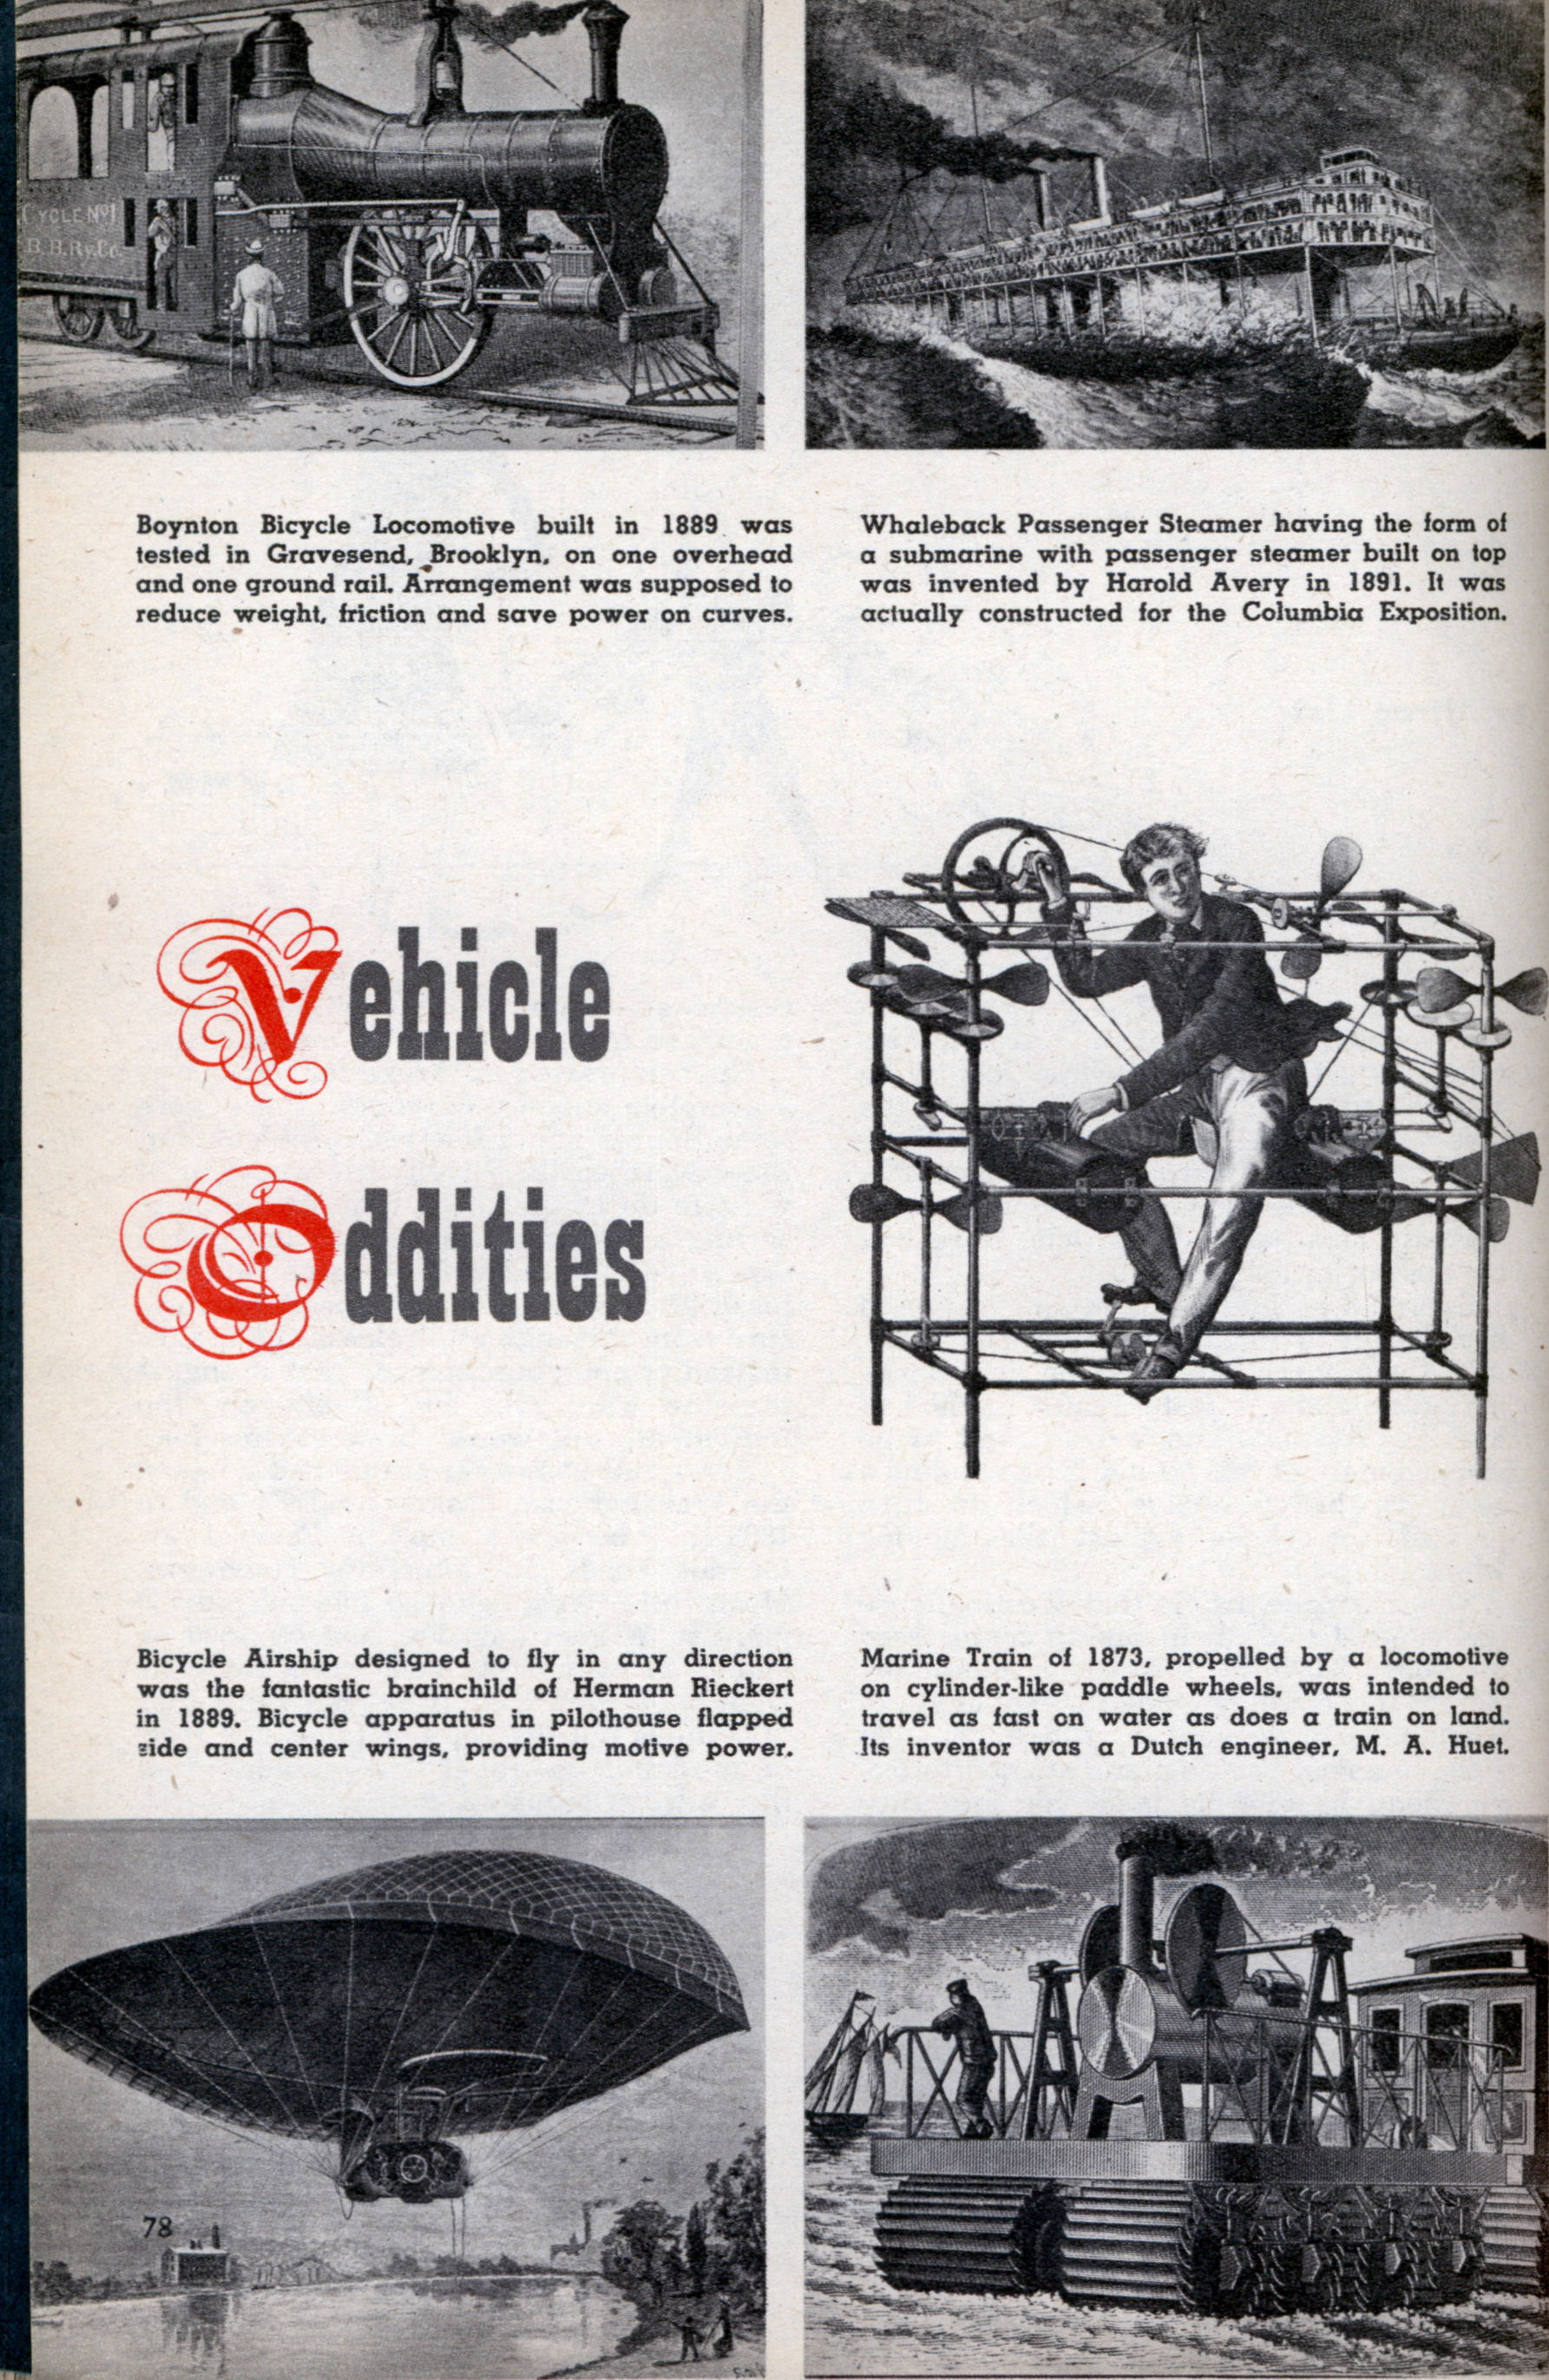 CYCLE No1
B.B.Ry.Co.
Boynton Bicycle Locomotive built in 1889 was
tested in Gravesend, Brooklyn, on one overhead
and one ground rail. Arrangement was supposed to
reduce weight, friction and save power on curves.
Whaleback Passenger Steamer having the form of
a submarine with passenger steamer built on top
was invented by Harold Avery in 1891. It was
actually constructed for the Columbia Exposition.
Vehicle
Oddities
Bicycle Airship designed to fly in any direction
was the fantastic brainchild of Herman Rieckert
in 1889. Bicycle apparatus in pilothouse flapped
side and center wings, providing motive power.
Marine Train of 1873, propelled by a locomotive
on cylinder-like paddle wheels, was intended to
travel as fast on water as does a train on land.
Its inventor was a Dutch engineer, M. A. Huet.
78